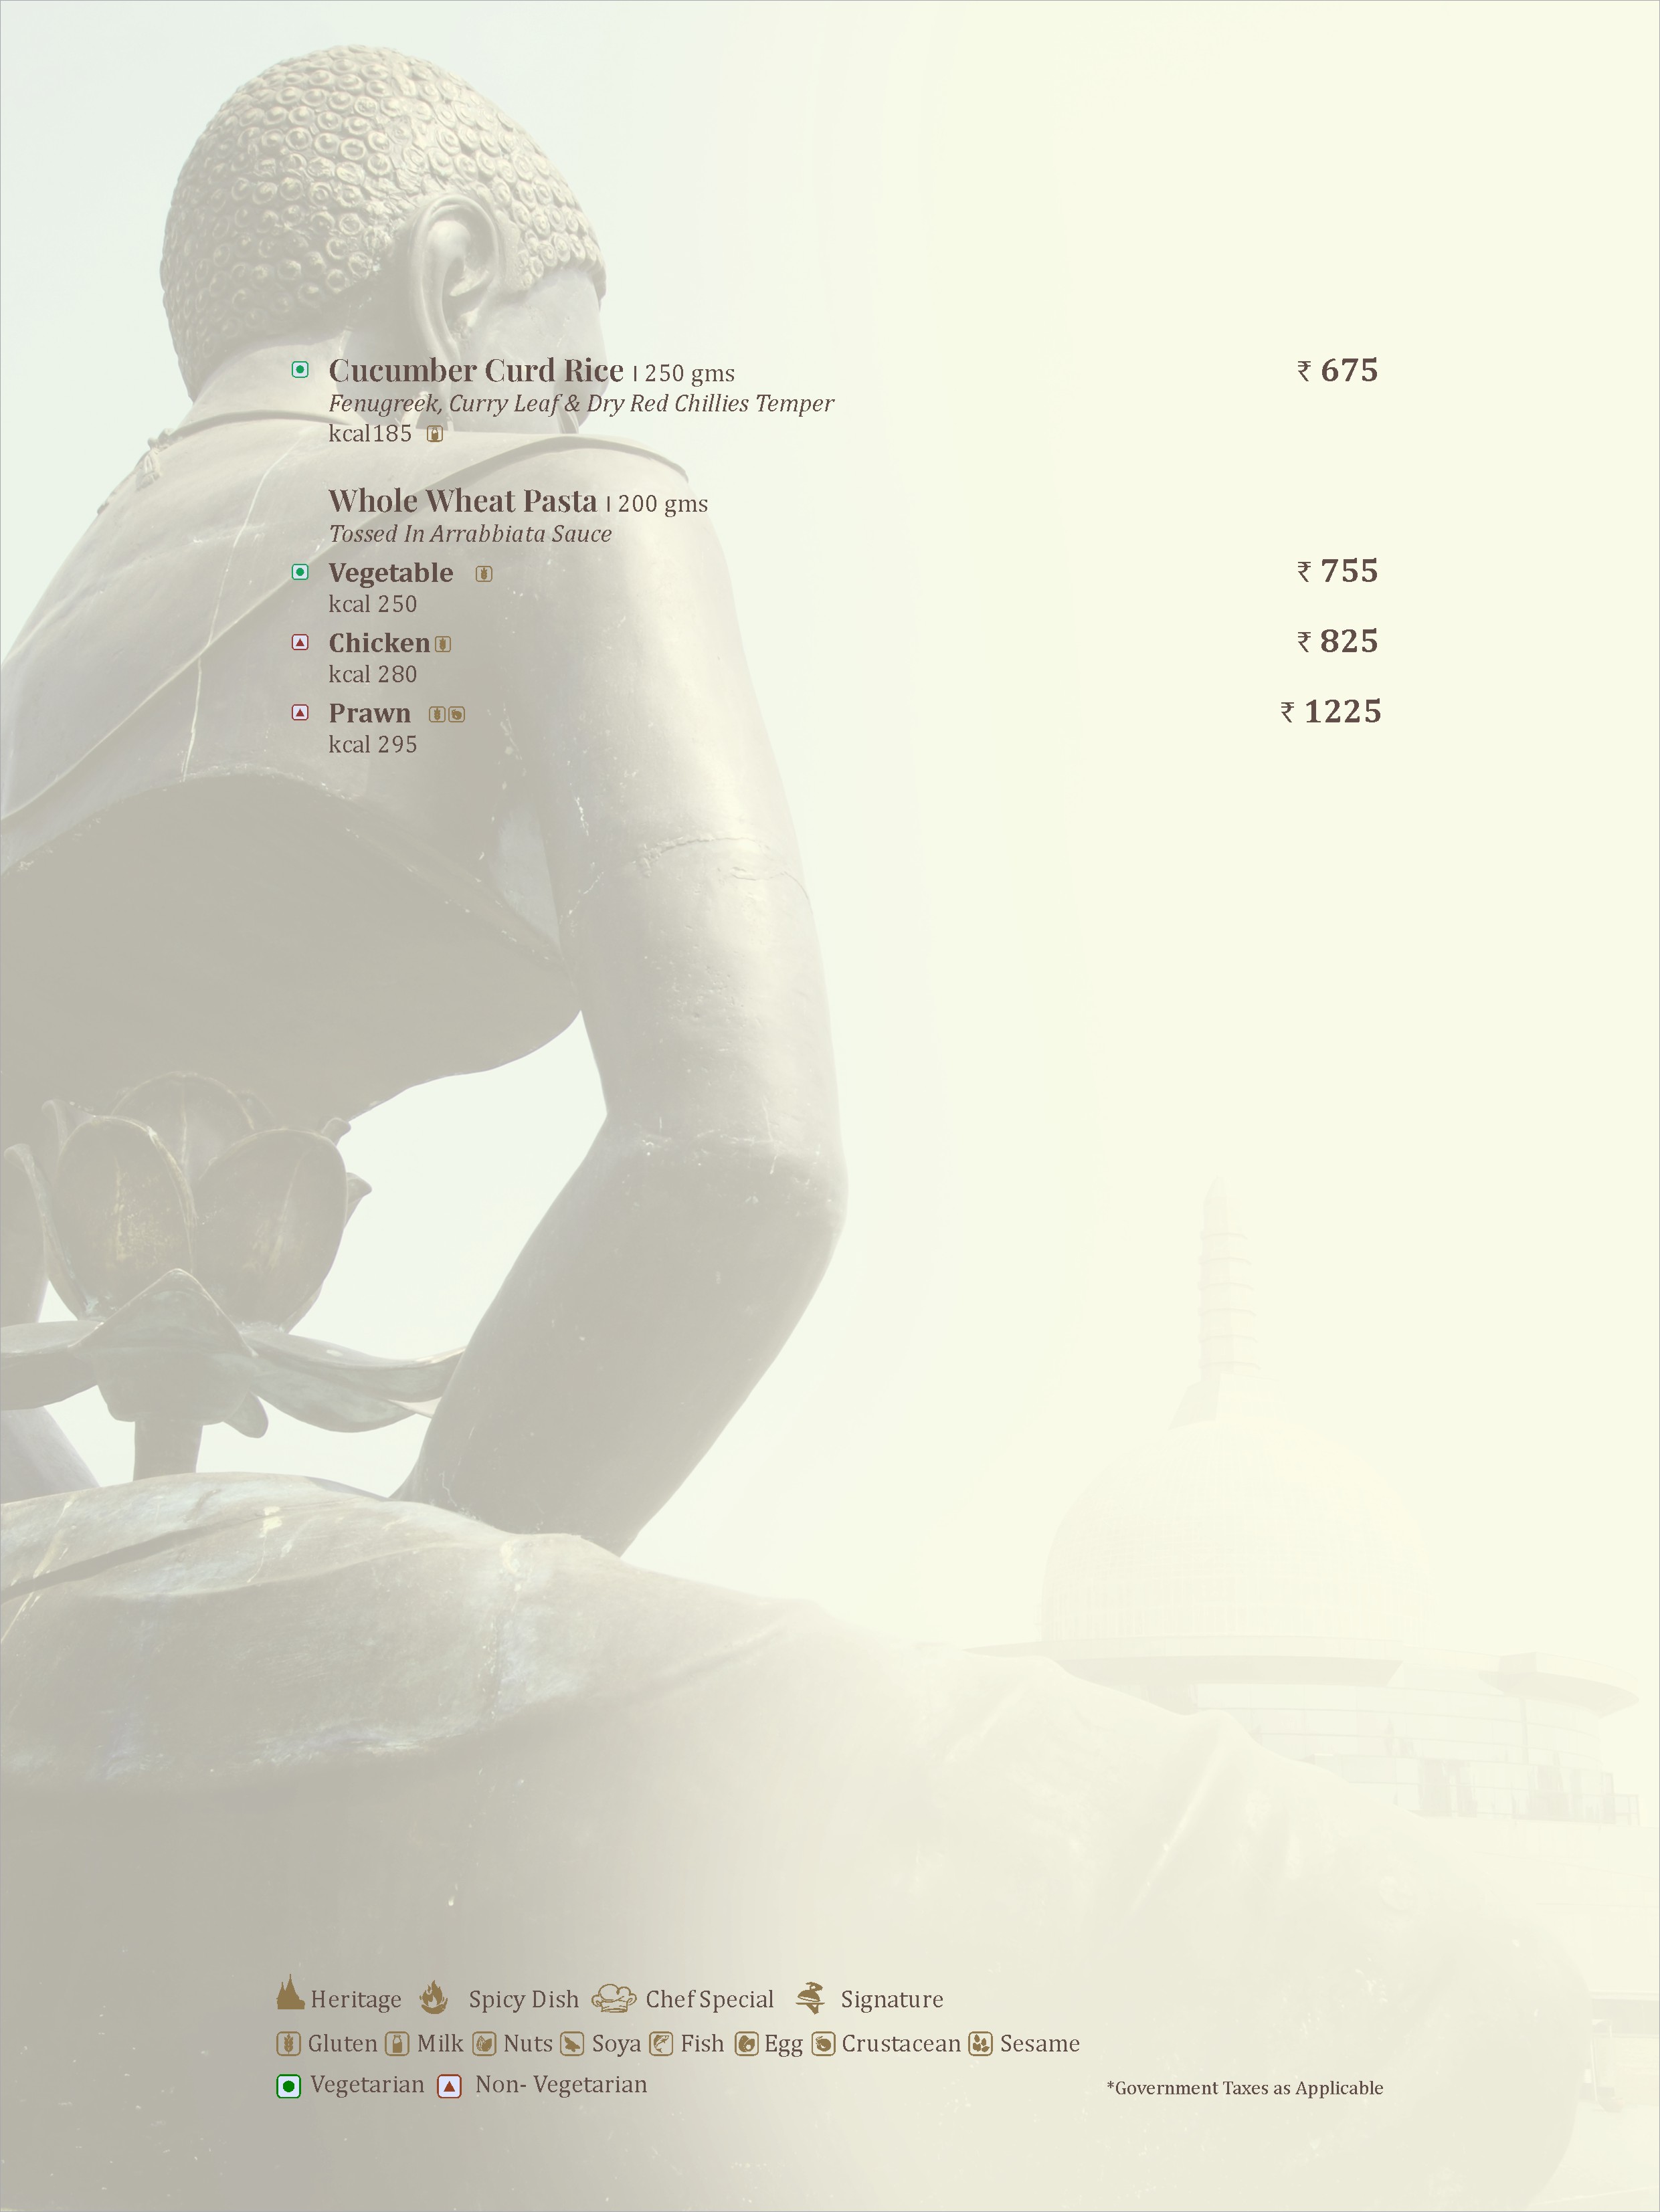 Cucumber Curd Rice | 250 gms ₹ 675
Fenugreek, Curry Leaf & Dry Red Chillies Temper
kcal185
Whole Wheat Pasta | 200 gms
Tossed In Arrabbiata Sauce
Vegetable ₹ 755
kcal 250
Chicken ₹ 825
kcal 280
Prawn ₹ 1225
kcal 295
Heritage Spicy Dish Chef Special Signature
Gluten Milk Nuts Soya Fish Egg Crustacean Sesame
Vegetarian Non- Vegetarian *Government Taxes as Applicable